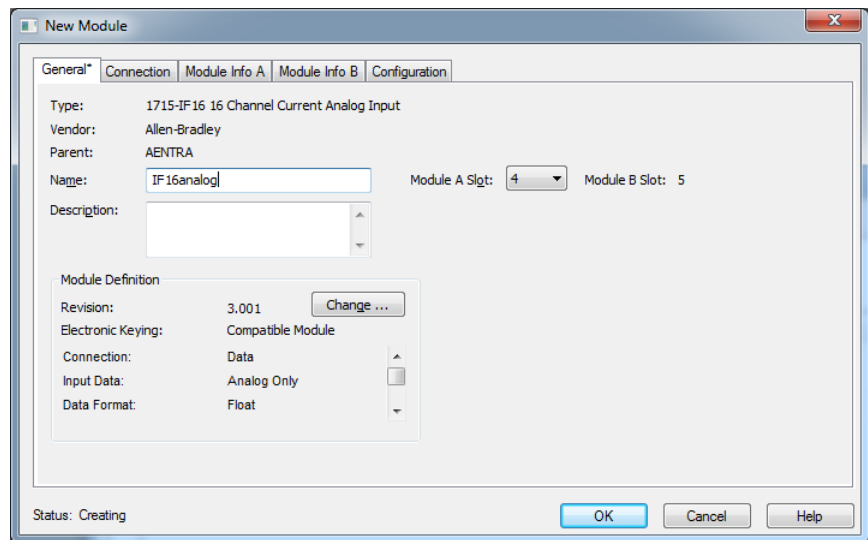 New Module
General* Connection Module Info A Module Info B Configuration
Type: 1715-IF16 16 Channel Current Analog Input
Vendor: Allen-Bradley
Parent: AENTRA
Name: IF16analog Module A Slot: 4 Module B Slot: 5
Description:
Module Definition
Revision: 3.001 Change ...
Electronic Keying: Compatible Module
Connection: Data
Input Data: Analog Only
Data Format: Float
Status: Creating OK Cancel Help